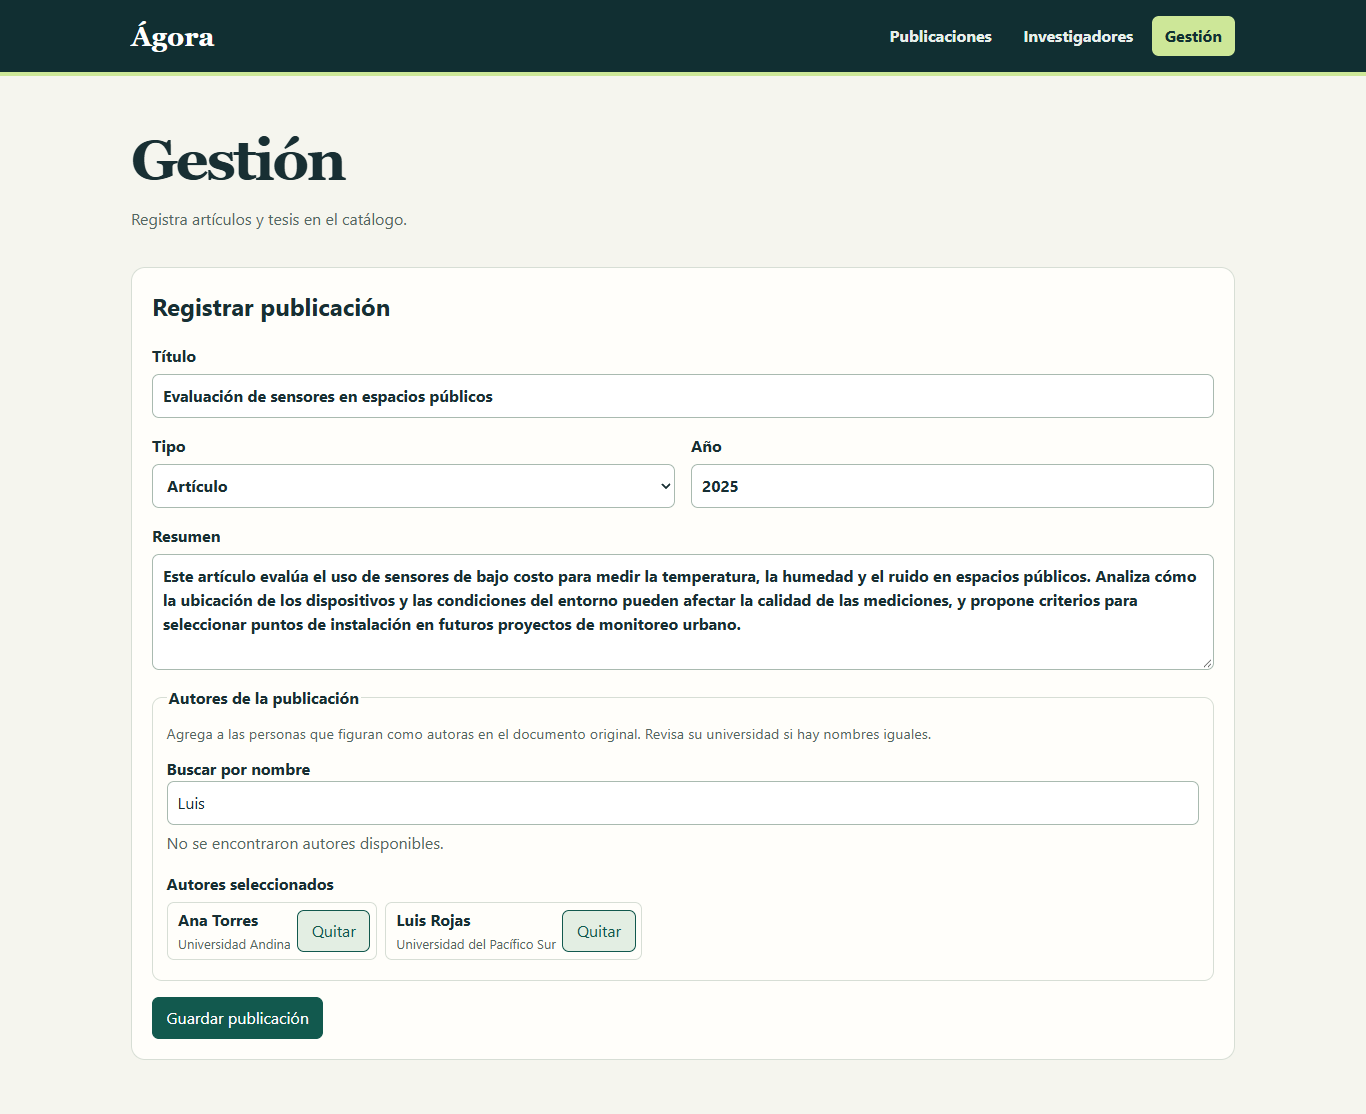 Ágora
Publicaciones
Investigadores
Gestión
Gestión
Registra artículos y tesis en el catálogo.
Registrar publicación
Título
Evaluación de sensores en espacios públicos
Tipo
Año
Artículo
2025
Resumen
Este artículo evalúa el uso de sensores de bajo costo para medir la temperatura, la humedad y el ruido en espacios públicos. Analiza cómo
la ubicación de los dispositivos y las condiciones del entorno pueden afectar la calidad de las mediciones, y propone criterios para
seleccionar puntos de instalación en futuros proyectos de monitoreo urbano.
Autores de la publicación
Agrega a las personas que figuran como autoras en el documento original. Revisa su universidad si hay nombres iguales.
Buscar por nombre
Luis
No se encontraron autores disponibles.
Autores seleccionados
Ana Torres
Universidad Andina
Quitar
Luis Rojas
Universidad del Pacífico Sur
Quitar
Guardar publicación